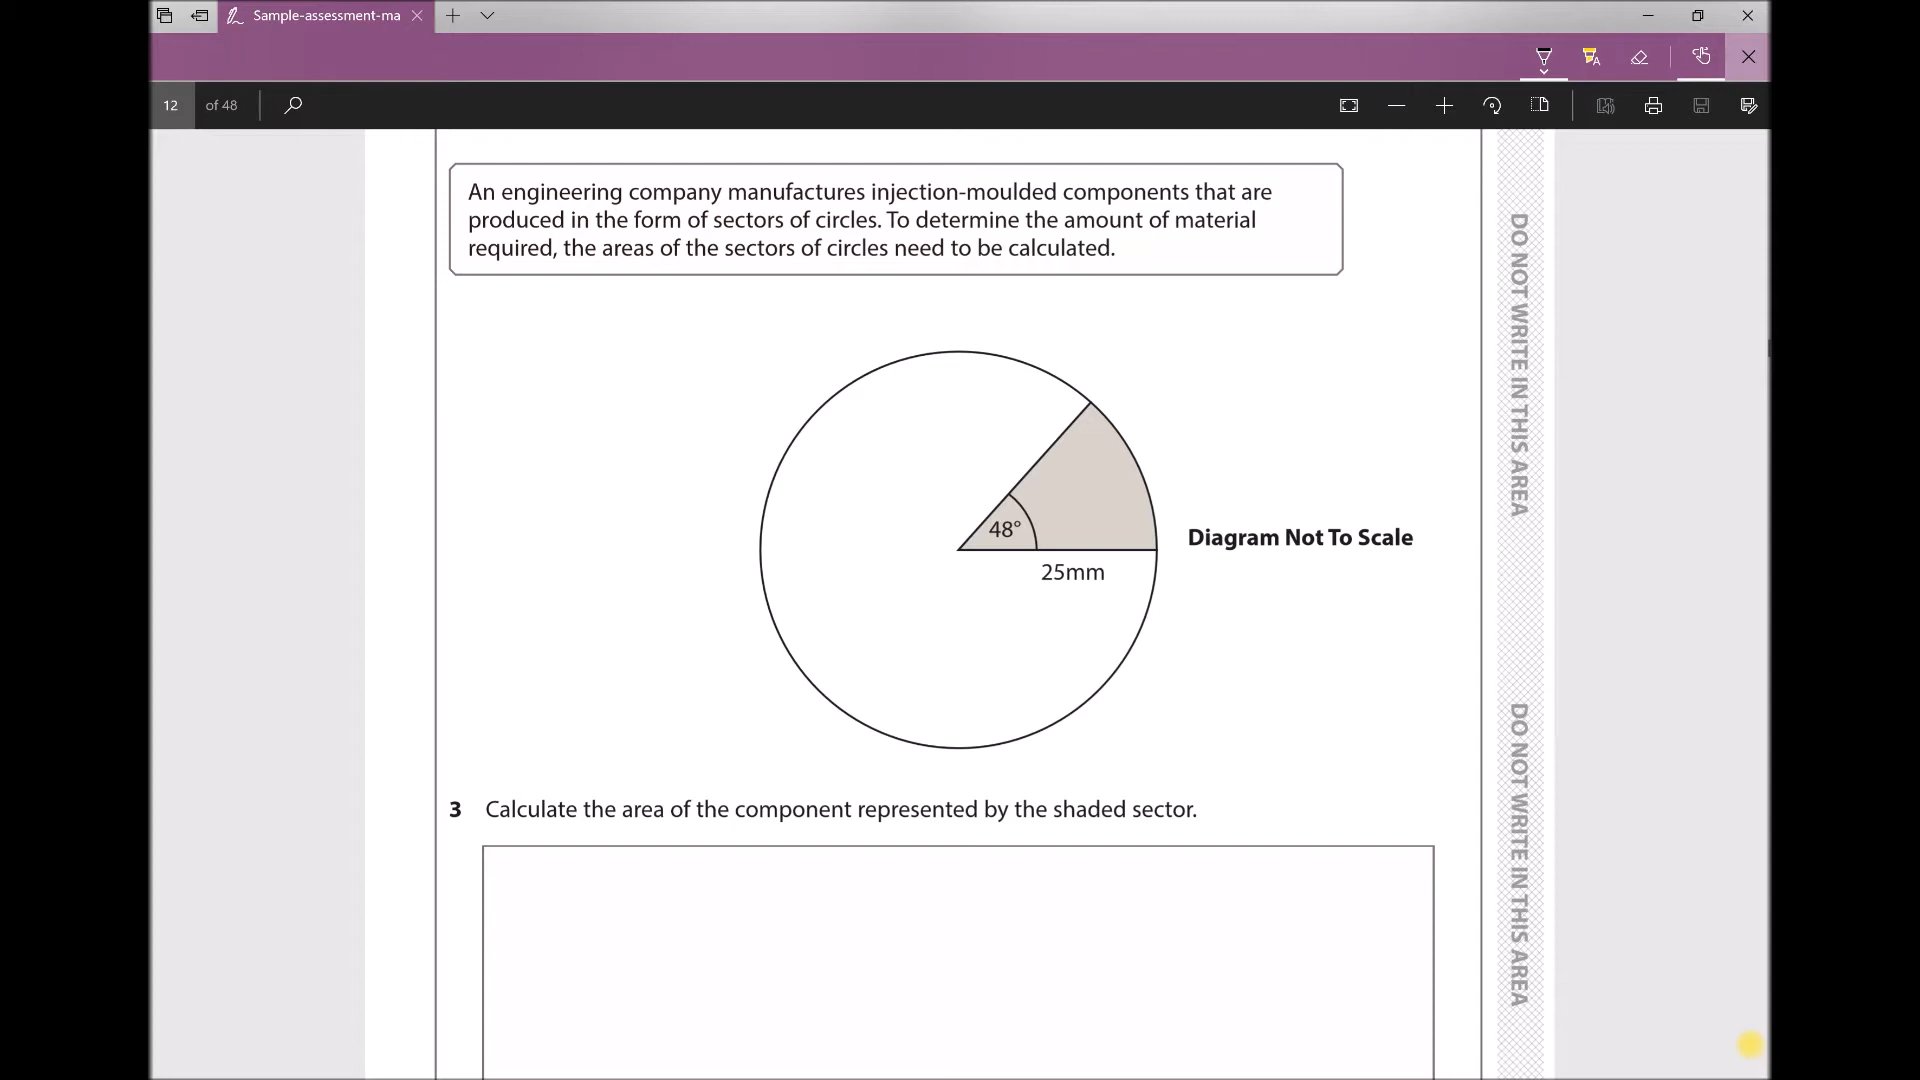 Sample-assessment-ma
12 of 48
An engineering company manufactures injection-moulded components that are
produced in the form of sectors of circles. To determine the amount of material
required, the areas of the sectors of circles need to be calculated.
48°
25mm
Diagram Not To Scale
3 Calculate the area of the component represented by the shaded sector.
DO NOT WRITE IN THIS AREA
DO NOT WRITE IN THIS AREA